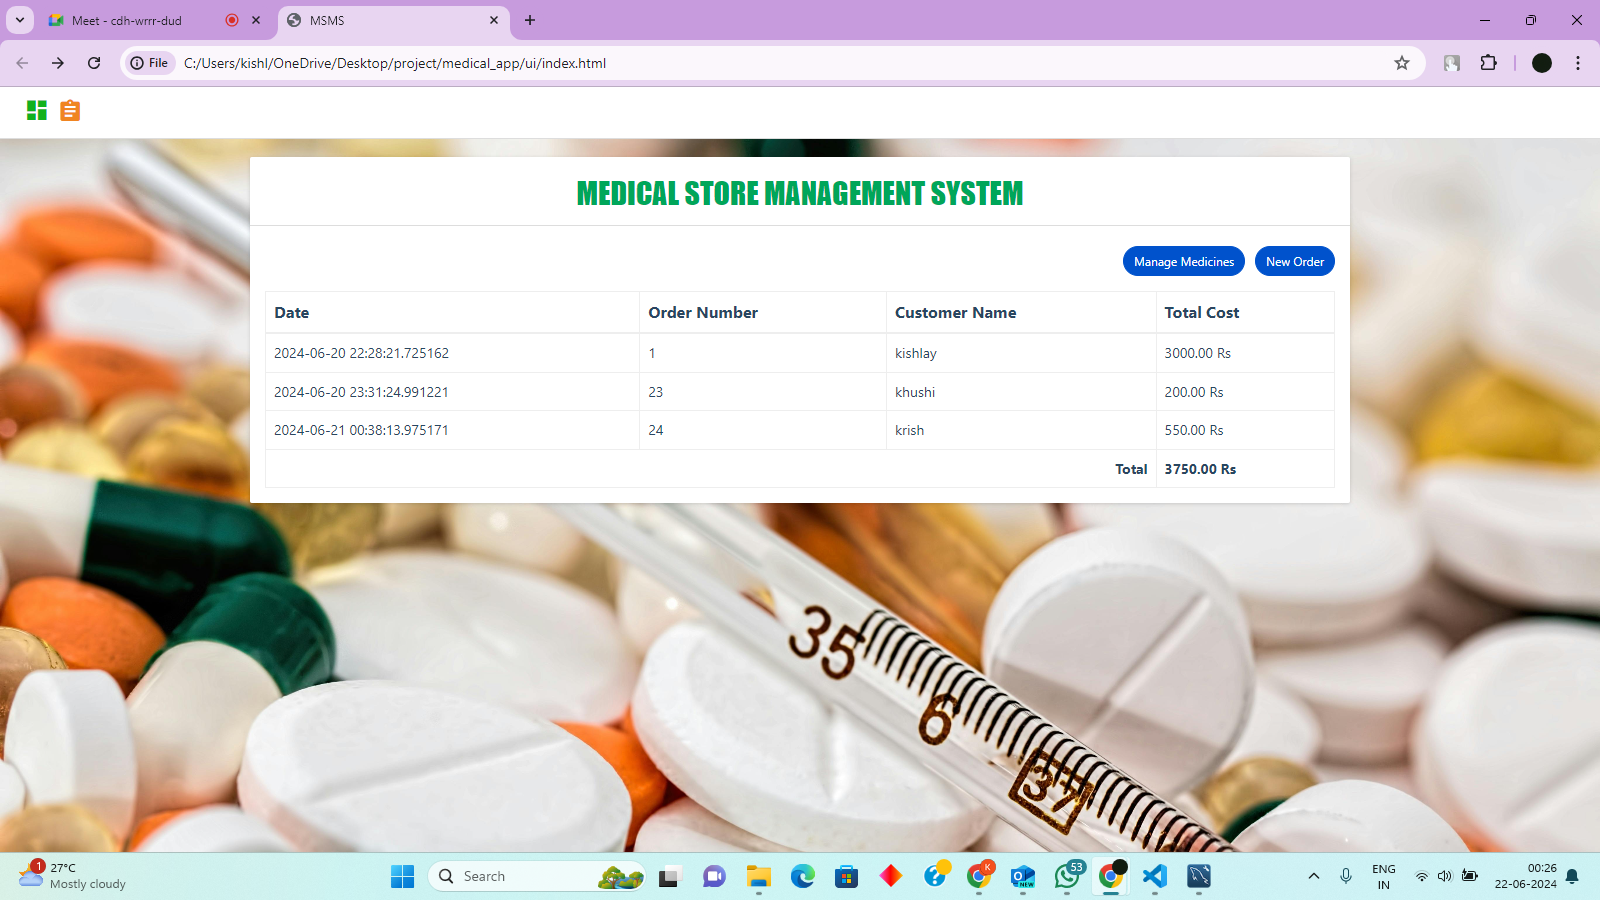 Meet - cdh-wrrr-dud
MSMS
File
C:/Users/kishl/OneDrive/Desktop/project/medical_app/ui/index.html
MEDICAL STORE MANAGEMENT SYSTEM
Manage Medicines
New Order
Date Order Number Customer Name Total Cost
2024-06-20 22:28:21.725162 1 kishlay 3000.00 Rs
2024-06-20 23:31:24.991221 23 khushi 200.00 Rs
2024-06-21 00:38:13.975171 24 krish 550.00 Rs
Total 3750.00 Rs
35
6
37
1
27°C
Mostly cloudy
Search
K
NEW
53
ENG
IN
00:26
22-06-2024